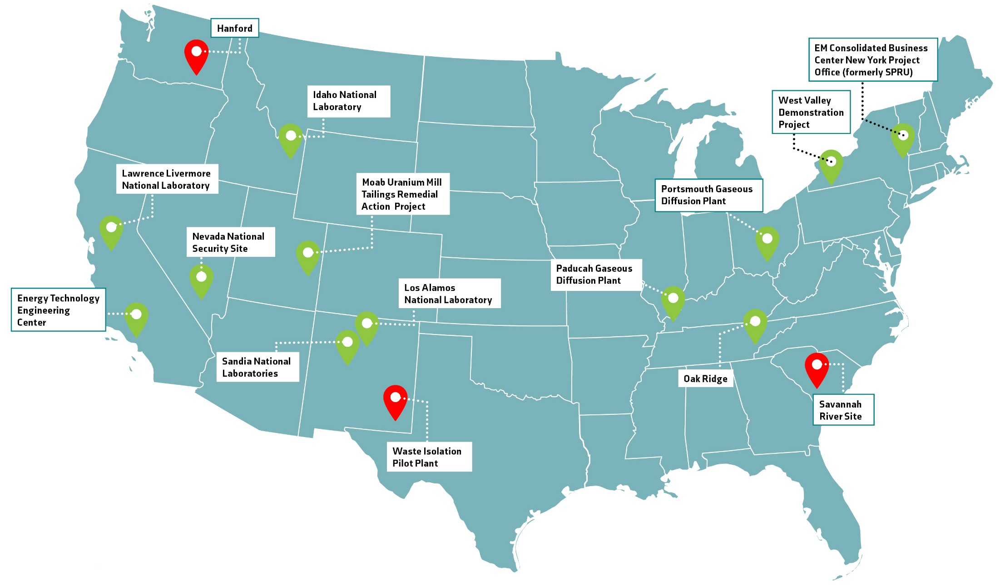 Hanford
EM Consolidated Business
Center New York Project
Office (formerly SPRU)
Idaho National
Laboratory
West Valley
Demonstration
Project
Lawrence Livermore
National Laboratory
Moab Uranium Mill
Tailings Remedial
Action Project
Portsmouth Gaseous
Diffusion Plant
Nevada National
Security Site
Paducah Gaseous
Diffusion Plant
Los Alamos
National Laboratory
Energy Technology
Engineering
Center
Sandia National
Laboratories
Oak Ridge
Savannah
River Site
Waste Isolation
Pilot Plant